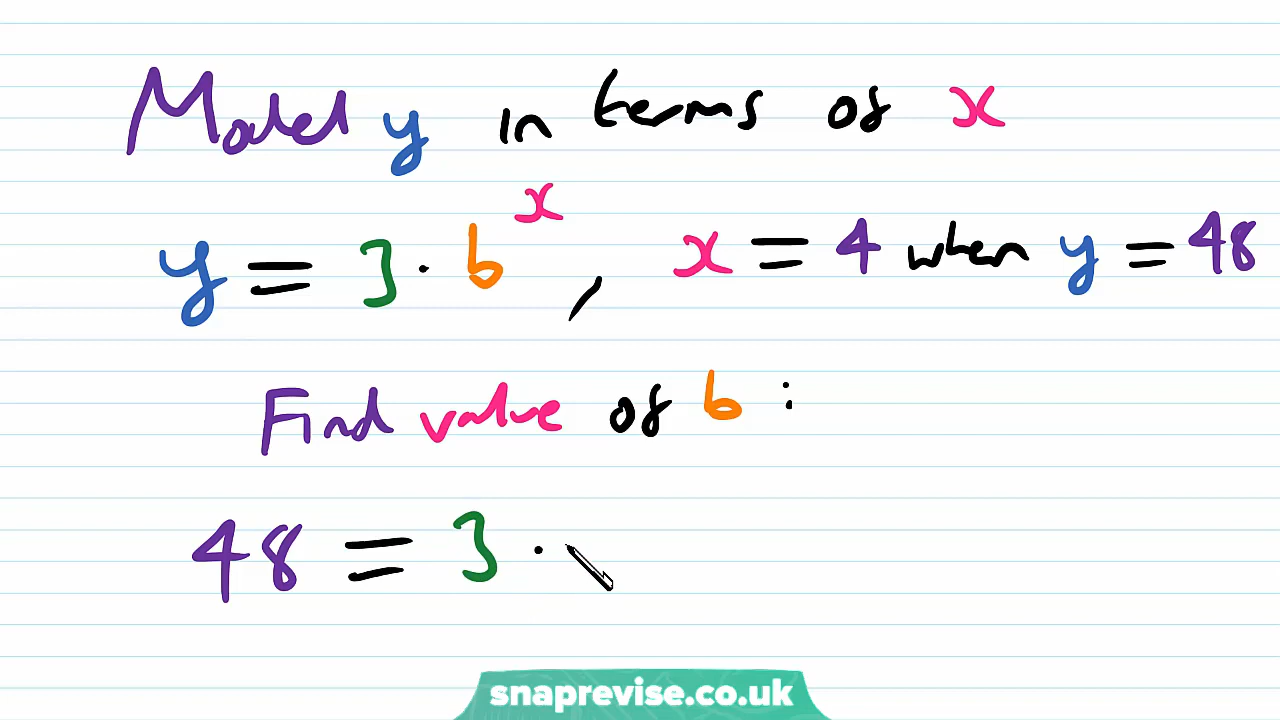 Model y in terms of x
y = 3 · b^x , x = 4 when y = 48
Find value of b :
48 = 3 ·
snaprevise.co.uk